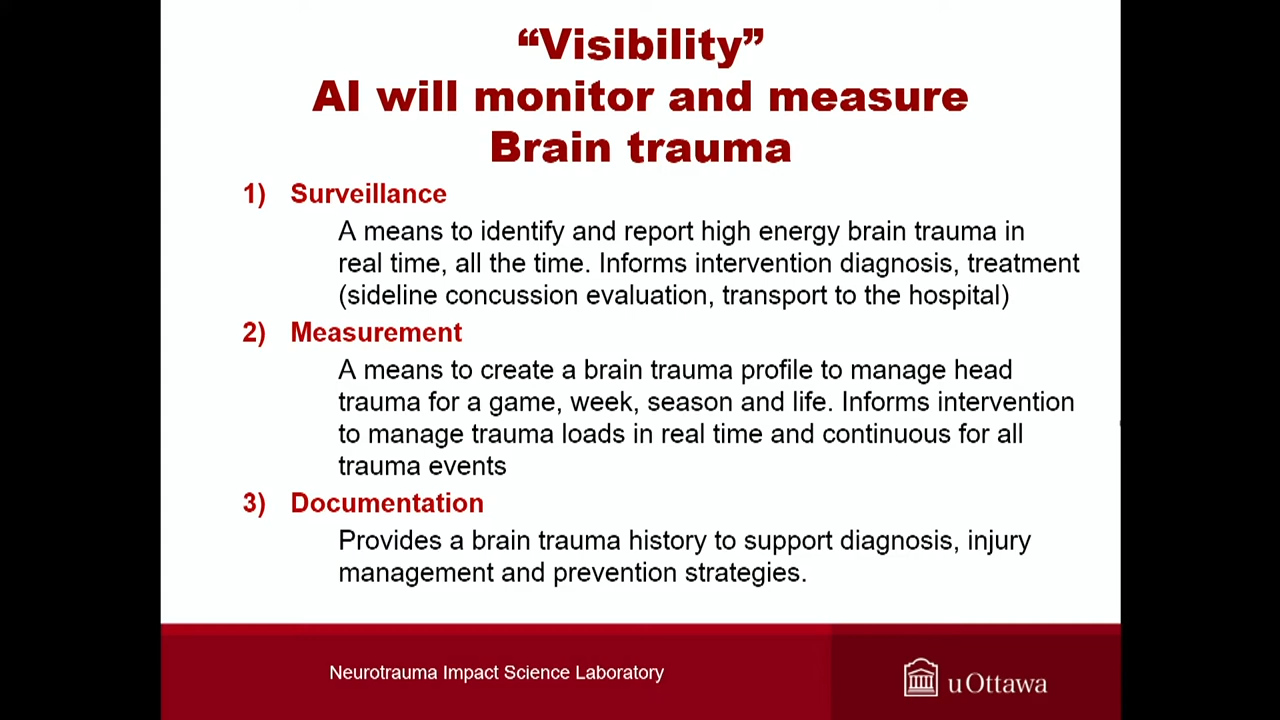 “Visibility”
AI will monitor and measure
Brain trauma
1) Surveillance
A means to identify and report high energy brain trauma in
real time, all the time. Informs intervention diagnosis, treatment
(sideline concussion evaluation, transport to the hospital)
2) Measurement
A means to create a brain trauma profile to manage head
trauma for a game, week, season and life. Informs intervention
to manage trauma loads in real time and continuous for all
trauma events
3) Documentation
Provides a brain trauma history to support diagnosis, injury
management and prevention strategies.
Neurotrauma Impact Science Laboratory
uOttawa